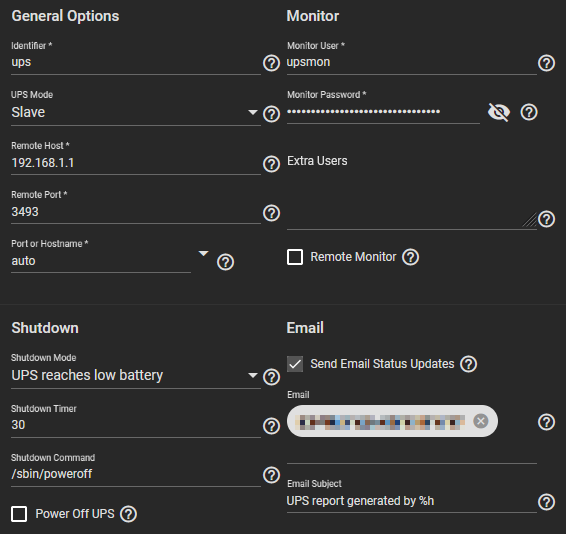 General Options
Identifier *
ups
UPS Mode
Slave
Remote Host *
192.168.1.1
Remote Port *
3493
Port or Hostname *
auto
Monitor
Monitor User *
upsmon
Monitor Password *
••••••••••••••••••••••••••••••••
Extra Users
Remote Monitor
Shutdown
Shutdown Mode
UPS reaches low battery
Shutdown Timer
30
Shutdown Command
/sbin/poweroff
Power Off UPS
Email
Send Email Status Updates
Email
Email Subject
UPS report generated by %h